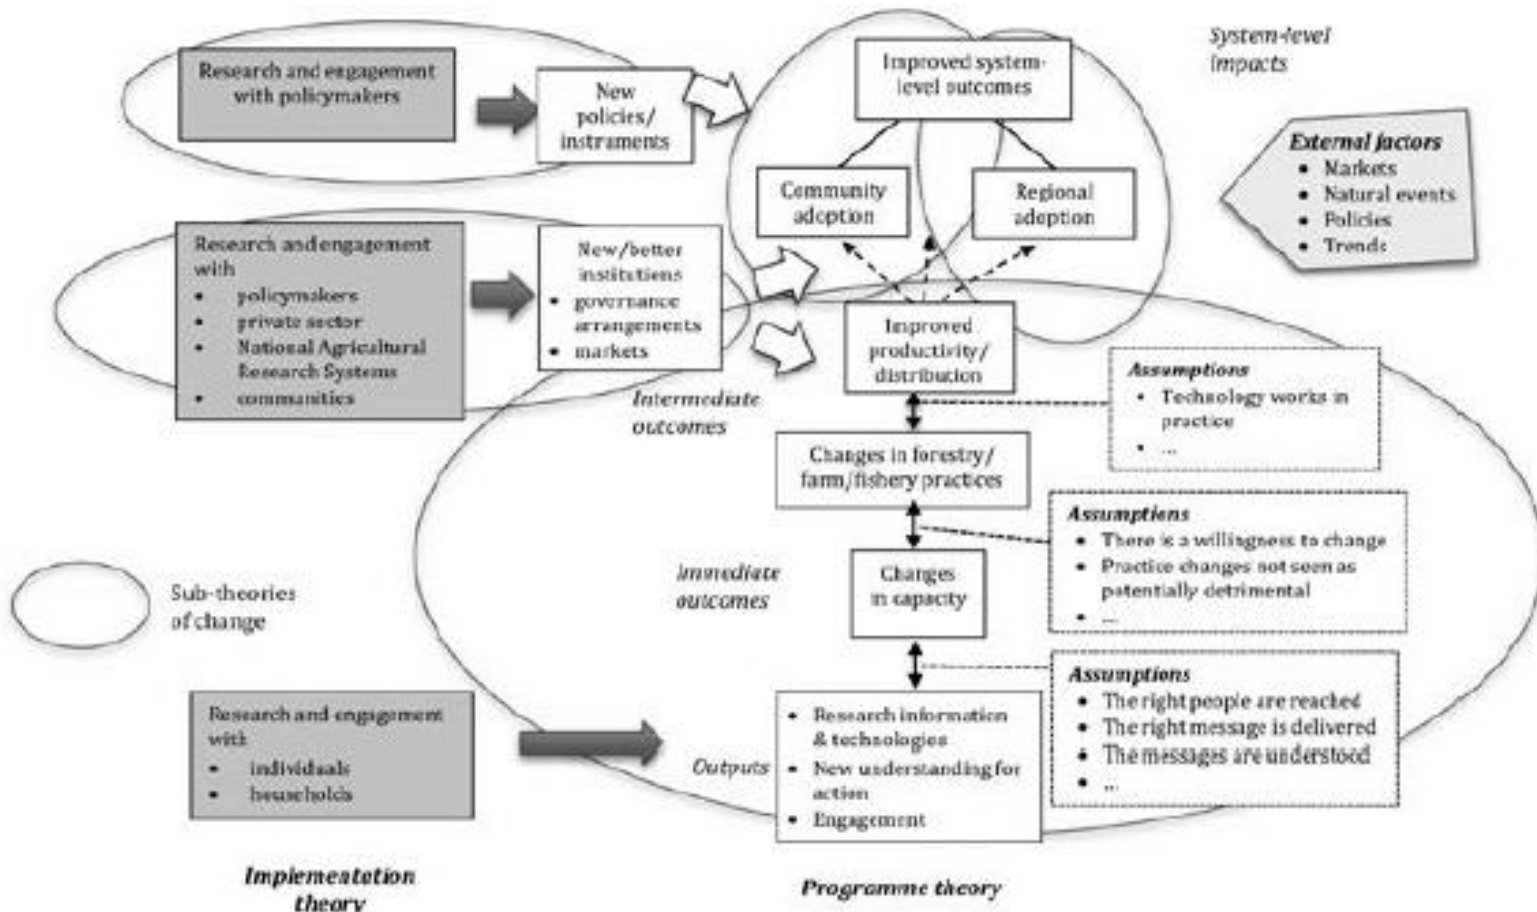 System-level
impacts
Research and engagement
with policymakers
New
policies/
instruments
Improved system-
level outcomes
Community
adoption
Regional
adoption
External factors
• Markets
• Natural events
• Policies
• Trends
Research and engagement
with
• policymakers
• private sector
• National Agricultural
Research Systems
• communities
New/better
institutions
• governance
arrangements
• markets
Improved
productivity/
distribution
Intermediate
outcomes
Assumptions
• Technology works in
practice
• ...
Changes in forestry/
farm/fishery practices
Assumptions
• There is a willingness to change
• Practice changes not seen as
potentially detrimental
• ...
Immediate
outcomes
Changes
in capacity
Sub-theories
of change
Assumptions
• The right people are reached
• The right message is delivered
• The messages are understood
• ...
Research and engagement
with
• individuals
• households
Outputs
• Research information
& technologies
• New understanding for
action
• Engagement
Implementation
theory
Programme theory